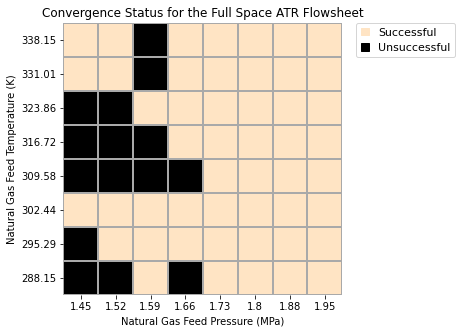 Convergence Status for the Full Space ATR Flowsheet
Successful
Unsuccessful
Natural Gas Feed Temperature (K)
338.15
331.01
323.86
316.72
309.58
302.44
295.29
288.15
1.45 1.52 1.59 1.66 1.73 1.8 1.88 1.95
Natural Gas Feed Pressure (MPa)